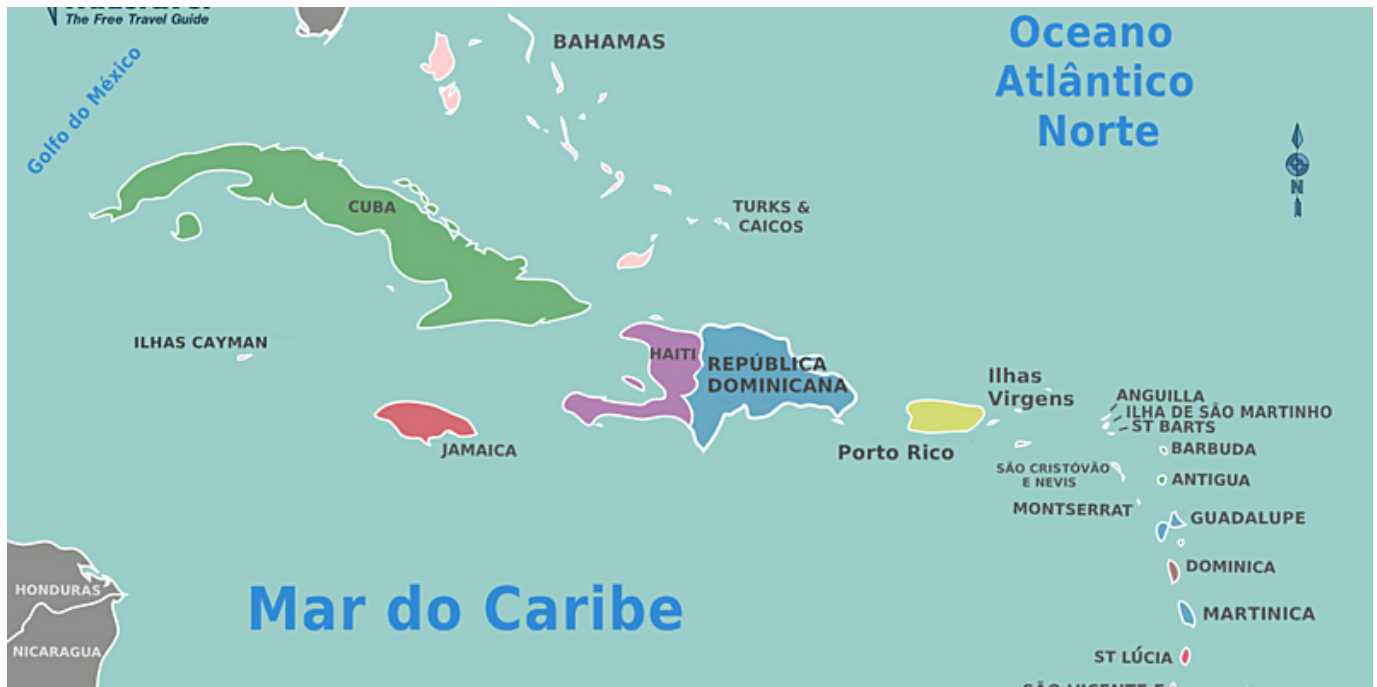 The Free Travel Guide
BAHAMAS
Oceano
Atlântico
Norte
Golfo do México
N
CUBA
TURKS &
CAICOS
ILHAS CAYMAN
HAITI
REPÚBLICA
DOMINICANA
JAMAICA
Porto Rico
Ilhas
Virgens
ANGUILLA
ILHA DE SÃO MARTINHO
ST BARTS
BARBUDA
SÃO CRISTÓVÃO
E NEVIS
ANTIGUA
MONTSERRAT
GUADALUPE
DOMINICA
HONDURAS
Mar do Caribe
MARTINICA
NICARAGUA
ST LÚCIA
SÃO VICENTE E